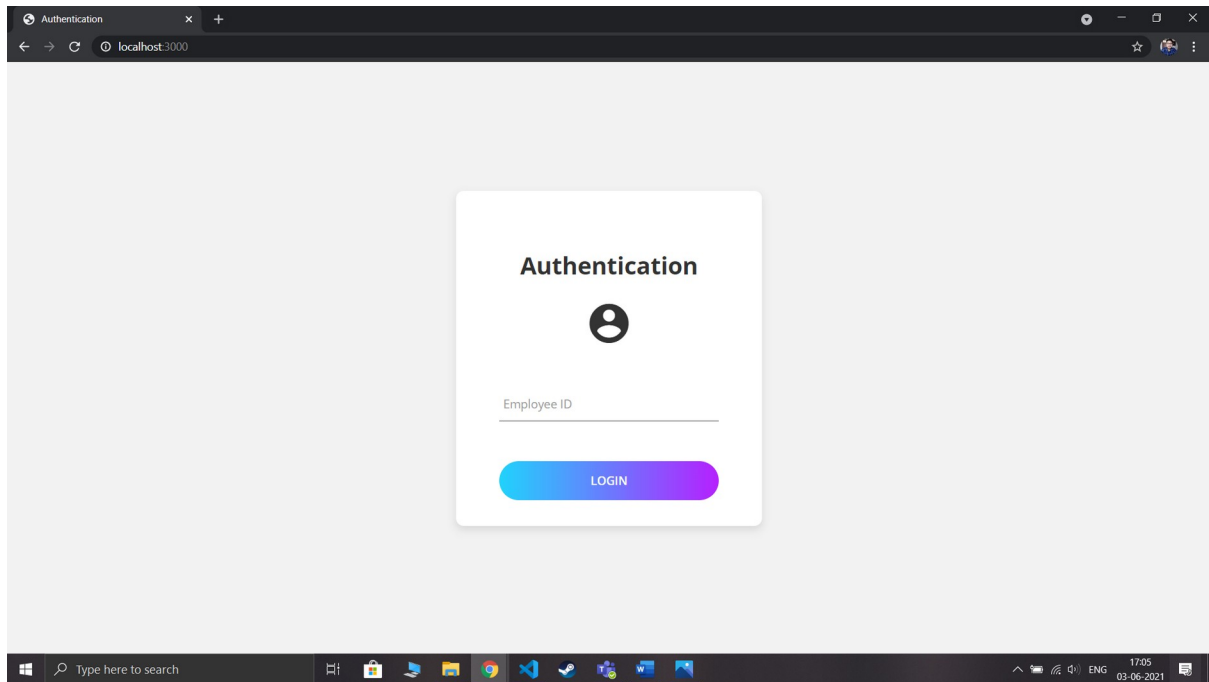 Authentication
localhost:3000
Authentication
Employee ID
LOGIN
Type here to search
ENG
17:05
03-06-2021